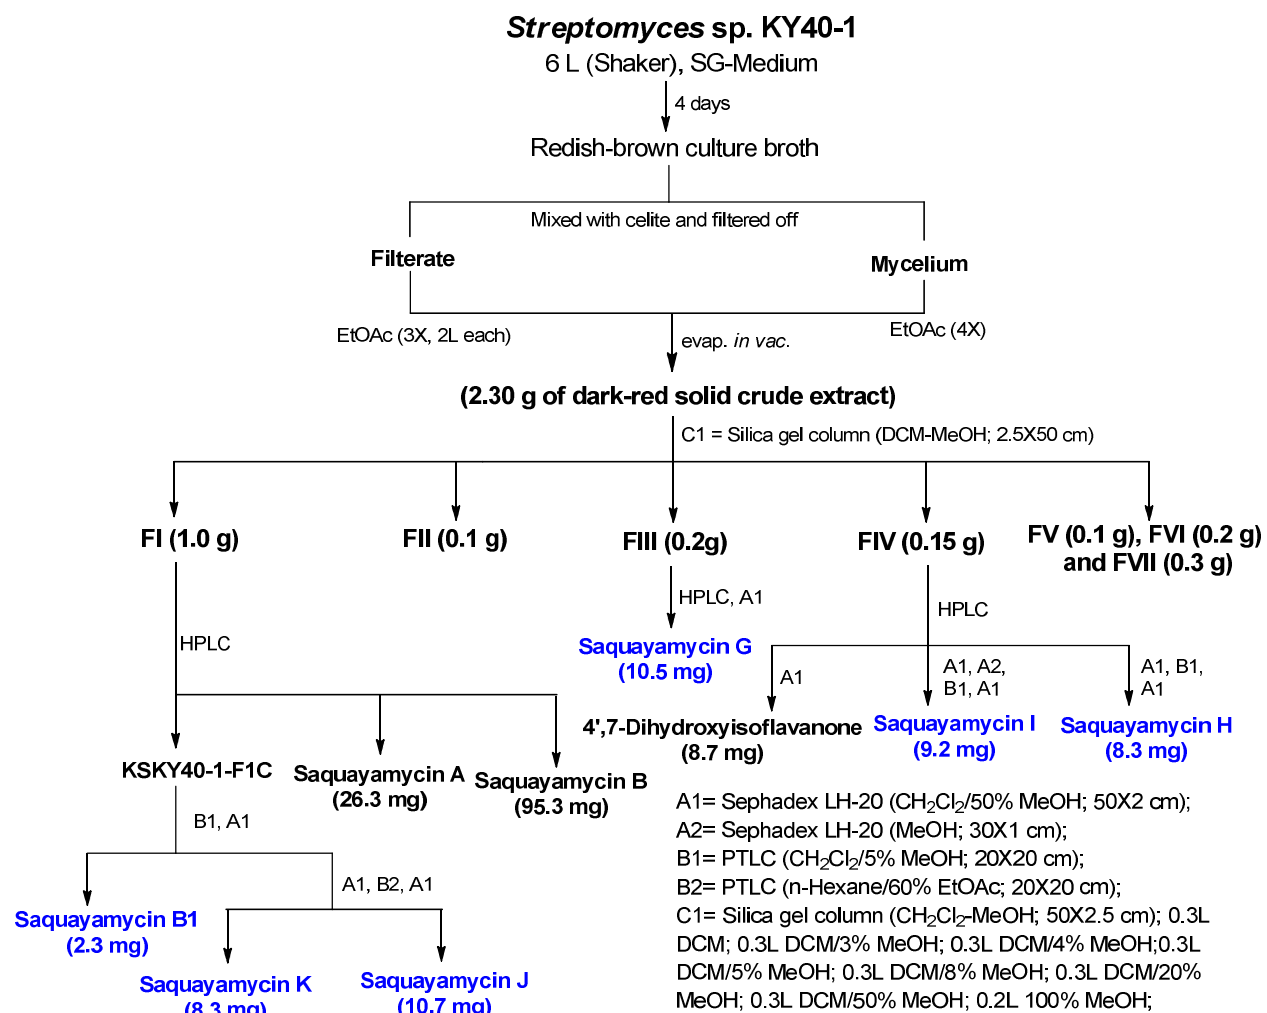 Streptomyces sp. KY40-1
6 L (Shaker), SG-Medium
4 days
Redish-brown culture broth
Mixed with celite and filtered off
Filterate
Mycelium
EtOAc (3X, 2L each)
EtOAc (4X)
evap. in vac.
(2.30 g of dark-red solid crude extract)
C1 = Silica gel column (DCM-MeOH; 2.5X50 cm)
FI (1.0 g)
FII (0.1 g)
FIII (0.2g)
FIV (0.15 g)
FV (0.1 g), FVI (0.2 g)
and FVII (0.3 g)
HPLC
HPLC, A1
HPLC
Saquayamycin G
(10.5 mg)
A1
A1, A2,
B1, A1
A1, B1,
A1
4',7-Dihydroxyisoflavanone
(8.7 mg)
Saquayamycin I
(9.2 mg)
Saquayamycin H
(8.3 mg)
KSKY40-1-F1C
Saquayamycin A
(26.3 mg)
Saquayamycin B
(95.3 mg)
B1, A1
A1, B2, A1
Saquayamycin B1
(2.3 mg)
Saquayamycin K
(8.3 mg)
Saquayamycin J
(10.7 mg)
A1= Sephadex LH-20 (CH2Cl2/50% MeOH; 50X2 cm);
A2= Sephadex LH-20 (MeOH; 30X1 cm);
B1= PTLC (CH2Cl2/5% MeOH; 20X20 cm);
B2= PTLC (n-Hexane/60% EtOAc; 20X20 cm);
C1= Silica gel column (CH2Cl2-MeOH; 50X2.5 cm); 0.3L
DCM; 0.3L DCM/3% MeOH; 0.3L DCM/4% MeOH;0.3L
DCM/5% MeOH; 0.3L DCM/8% MeOH; 0.3L DCM/20%
MeOH; 0.3L DCM/50% MeOH; 0.2L 100% MeOH;